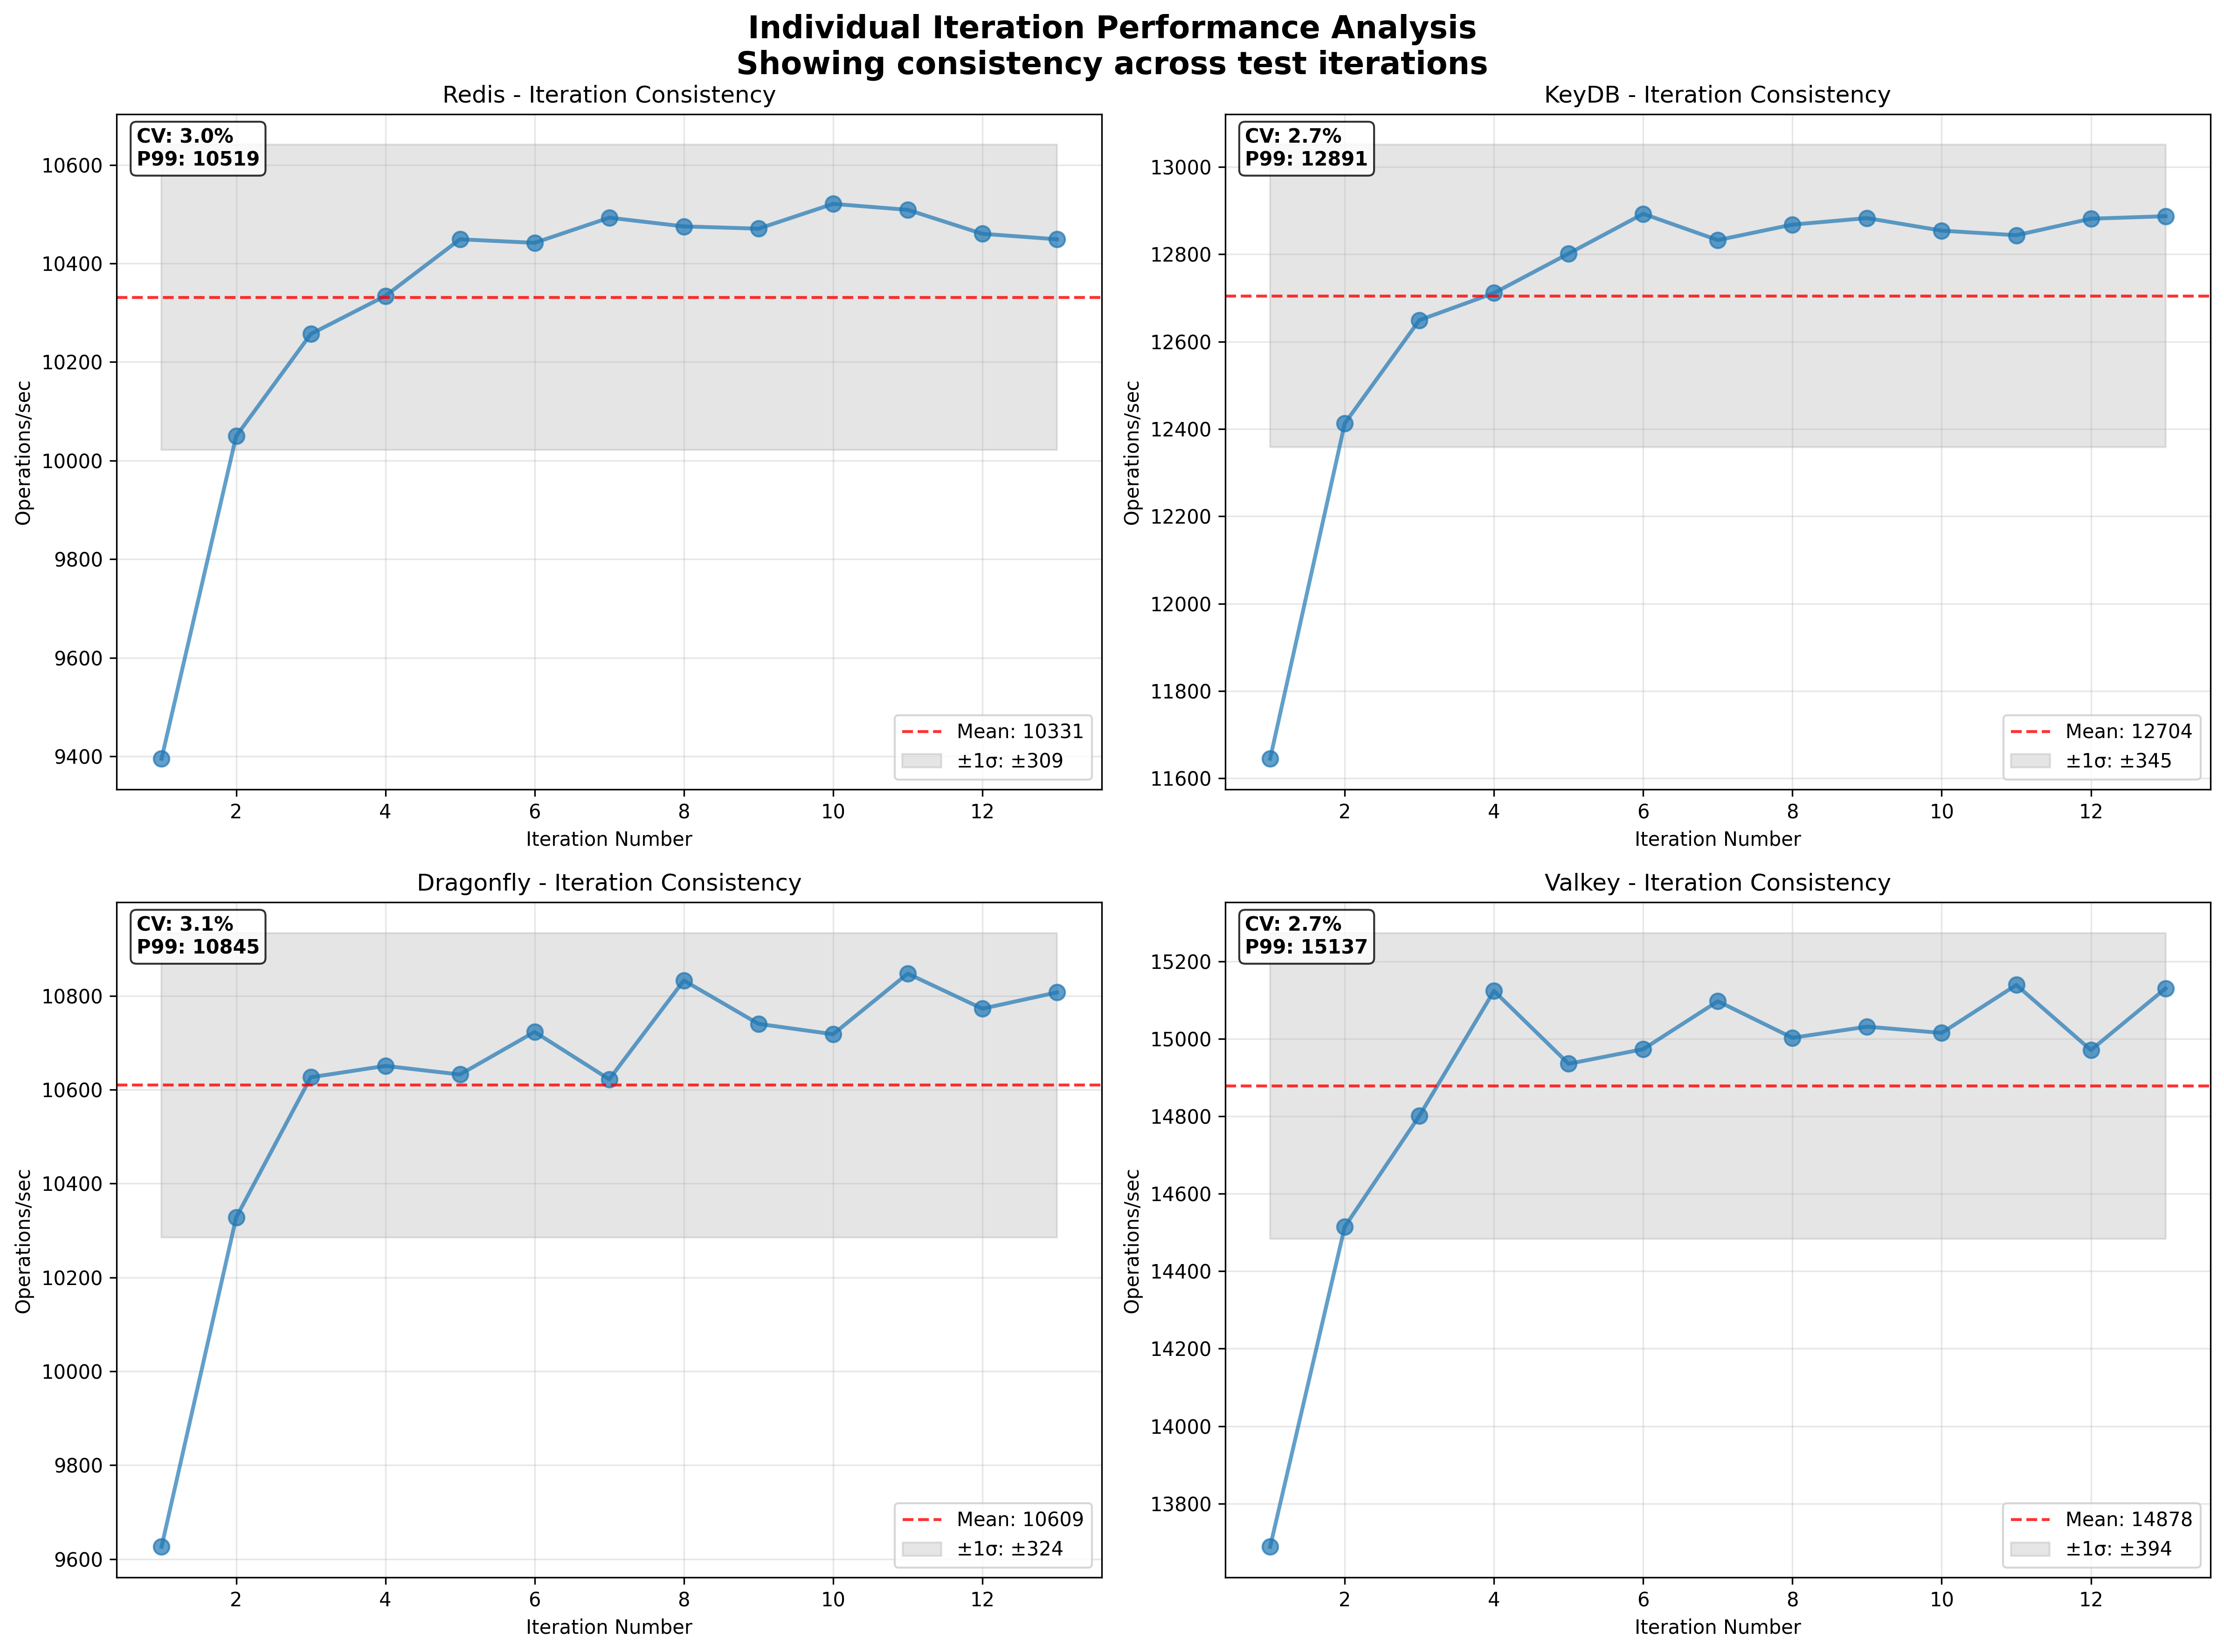 Individual Iteration Performance Analysis
Showing consistency across test iterations
Redis - Iteration Consistency
CV: 3.0%
P99: 10519
10600
10400
10200
10000
9800
9600
9400
Operations/sec
Mean: 10331
±1σ: ±309
2 4 6 8 10 12
Iteration Number
KeyDB - Iteration Consistency
CV: 2.7%
P99: 12891
13000
12800
12600
12400
12200
12000
11800
11600
Operations/sec
Mean: 12704
±1σ: ±345
2 4 6 8 10 12
Iteration Number
Dragonfly - Iteration Consistency
CV: 3.1%
P99: 10845
10800
10600
10400
10200
10000
9800
9600
Operations/sec
Mean: 10609
±1σ: ±324
2 4 6 8 10 12
Iteration Number
Valkey - Iteration Consistency
CV: 2.7%
P99: 15137
15200
15000
14800
14600
14400
14200
14000
13800
Operations/sec
Mean: 14878
±1σ: ±394
2 4 6 8 10 12
Iteration Number